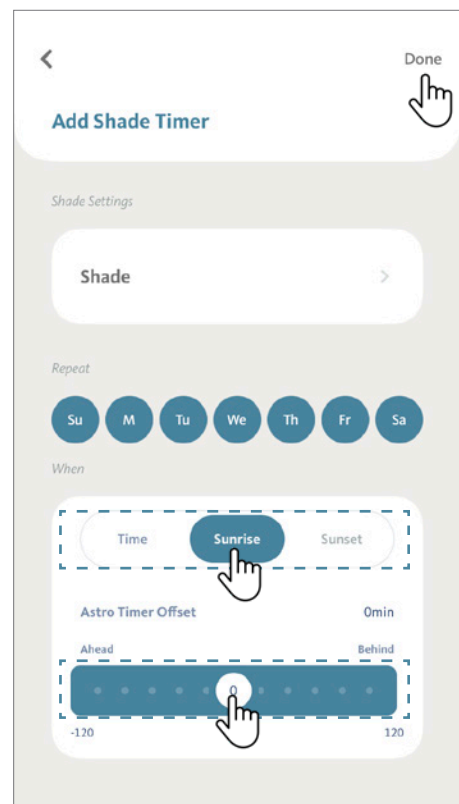 Done
Add Shade Timer
Shade Settings
Shade
Repeat
Su M Tu We Th Fr Sa
When
Time Sunrise Sunset
Astro Timer Offset 0min
Ahead Behind
0
-120 120